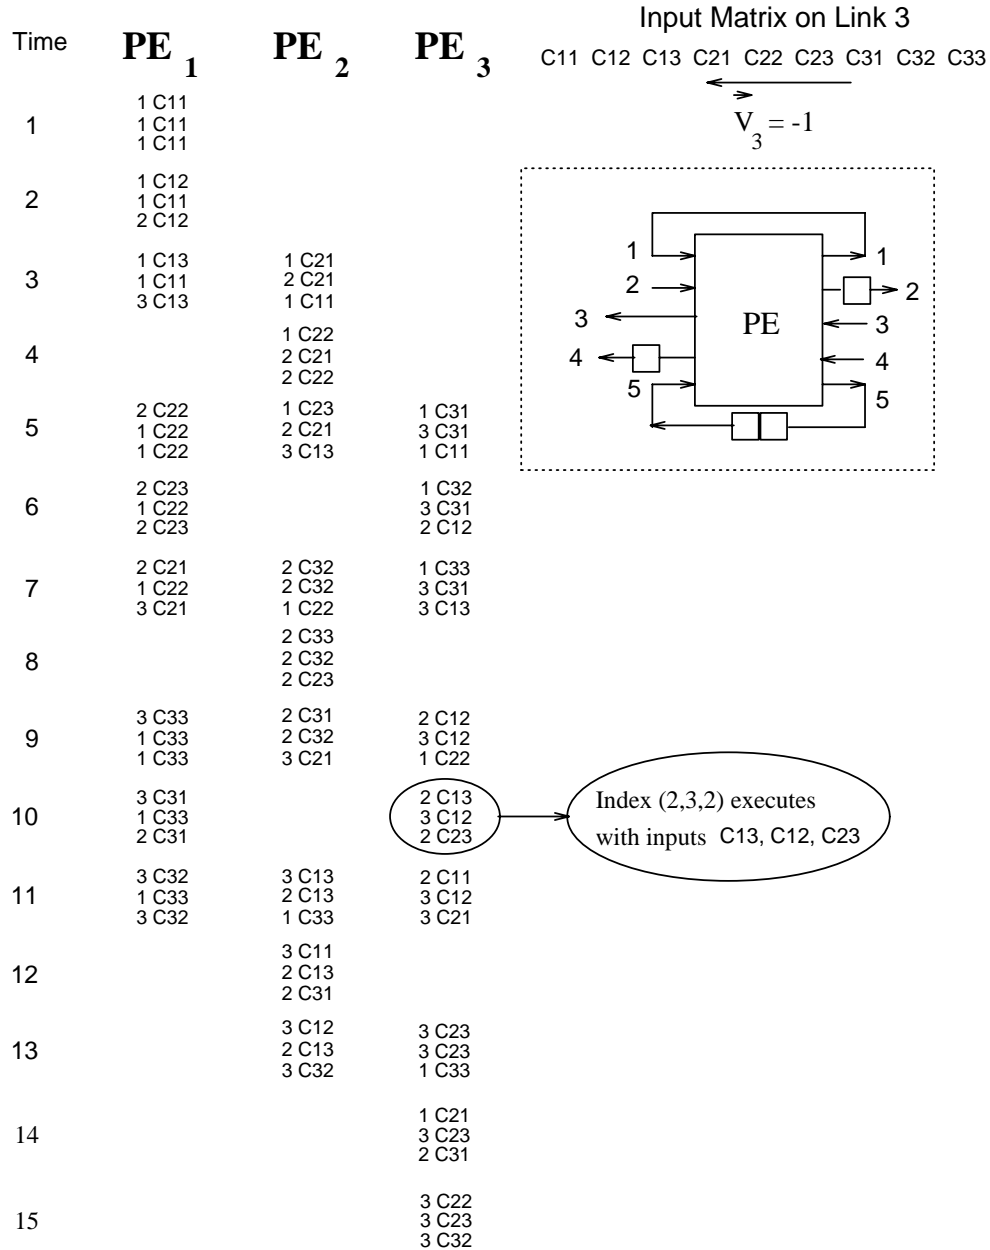 Input Matrix on Link 3
Time PE 1 PE 2 PE 3
C11 C12 C13 C21 C22 C23 C31 C32 C33
V 3 = -1
1
1 C11
1 C11
1 C11
2
1 C12
1 C11
2 C12
3
1 C13 1 C21
1 C11 2 C21
3 C13 1 C11
4
1 C22
2 C21
2 C22
5
2 C22 1 C23 1 C31
1 C22 2 C21 3 C31
1 C22 3 C13 1 C11
6
2 C23 1 C32
1 C22 3 C31
2 C23 2 C12
7
2 C21 2 C32 1 C33
1 C22 2 C32 3 C31
3 C21 1 C22 3 C13
8
2 C33
2 C32
2 C23
9
3 C33 2 C31 2 C12
1 C33 2 C32 3 C12
1 C33 3 C21 1 C22
10
3 C31 2 C13
1 C33 3 C12
2 C31 2 C23
11
3 C32 3 C13 2 C11
1 C33 2 C13 3 C12
3 C32 1 C33 3 C21
12
3 C11
2 C13
2 C31
13
3 C12 3 C23
2 C13 3 C23
3 C32 1 C33
14
1 C21
3 C23
2 C31
15
3 C22
3 C23
3 C32
1 1
2 2
3 PE 3
4 4
5 5
Index (2,3,2) executes
with inputs C13, C12, C23